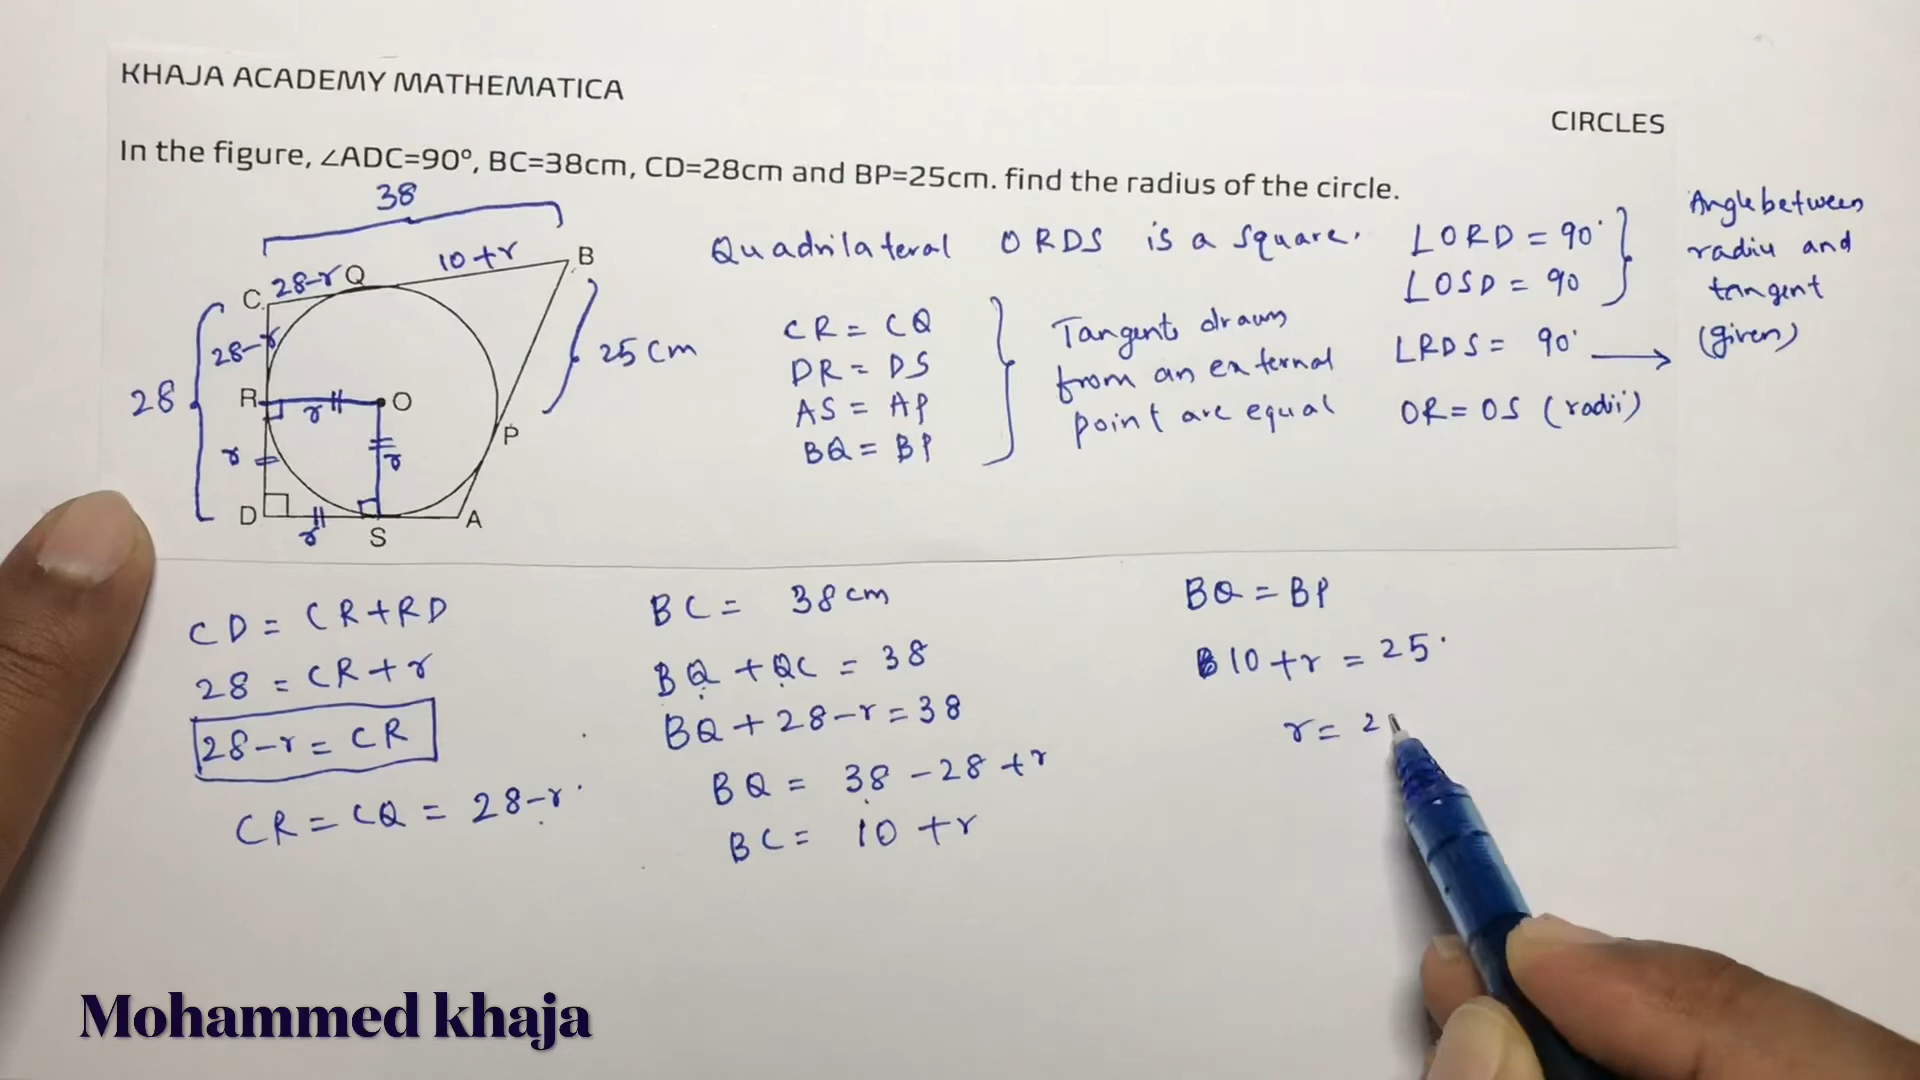 KHAJA ACADEMY MATHEMATICA
CIRCLES
In the figure, ∠ADC=90°, BC=38cm, CD=28cm and BP=25cm. find the radius of the circle.
38
28-r Q 10+r B
C
28-r
28
25 cm
R r O
r r P
D r S A
Quadrilateral ORDS is a square.
CR = CQ
DR = DS
AS = AP
BQ = BP
Tangents drawn
from an external
point are equal
∠ORD = 90°
∠OSD = 90
∠RDS = 90°
OR = OS (radii)
Angle between
radiu and
tangent
(given)
CD = CR+RD
28 = CR+r
28-r = CR
CR = CQ = 28-r
BC = 38cm
BQ + QC = 38
BQ + 28-r = 38
BQ = 38 - 28 +r
BC = 10 +r
BQ = BP
10+r = 25
r = 2
Mohammed khaja